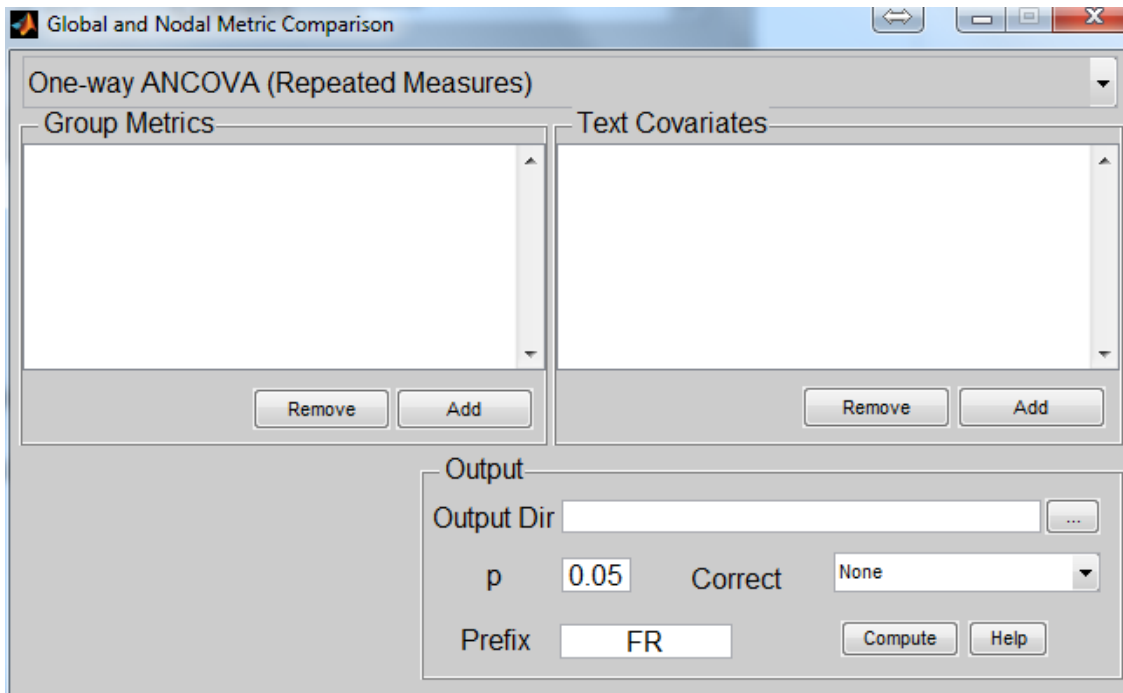 Global and Nodal Metric Comparison
One-way ANCOVA (Repeated Measures)
Group Metrics
Text Covariates
Remove
Add
Remove
Add
Output
Output Dir
...
p
0.05
Correct
None
Prefix
FR
Compute
Help